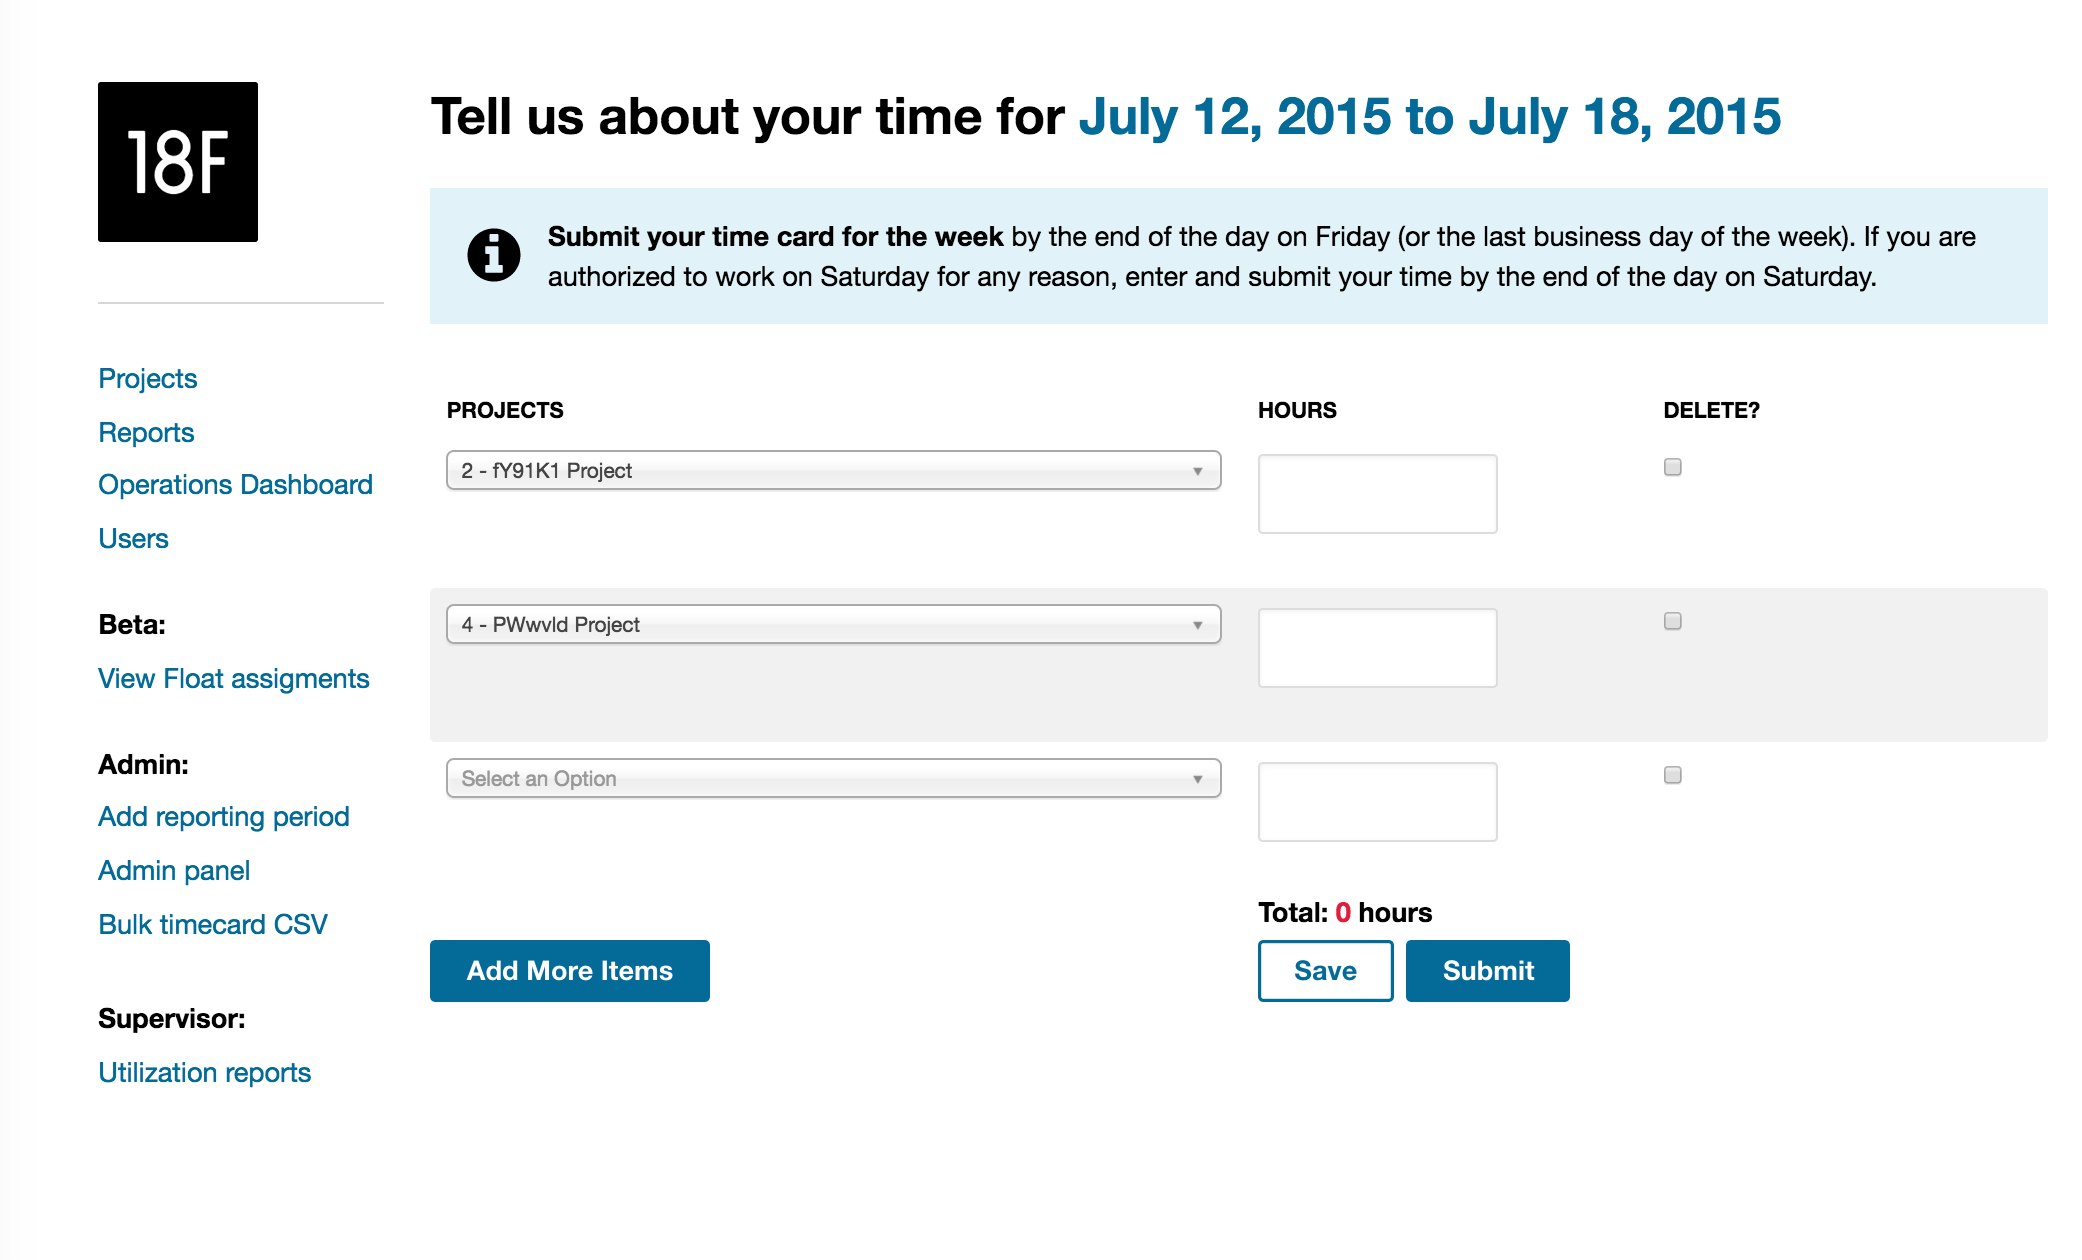 18F
Tell us about your time for July 12, 2015 to July 18, 2015
Submit your time card for the week by the end of the day on Friday (or the last business day of the week). If you are
authorized to work on Saturday for any reason, enter and submit your time by the end of the day on Saturday.
Projects
Reports
Operations Dashboard
Users
Beta:
View Float assigments
Admin:
Add reporting period
Admin panel
Bulk timecard CSV
Supervisor:
Utilization reports
PROJECTS HOURS DELETE?
2 - fY91K1 Project
4 - PWwvld Project
Select an Option
Total: 0 hours
Add More Items Save Submit